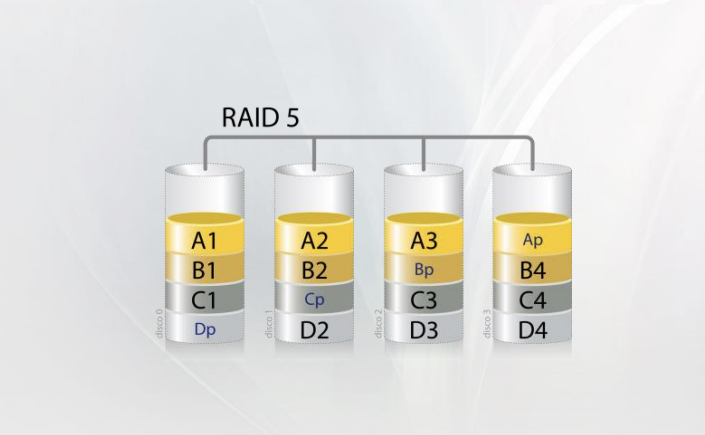 RAID 5
A1 A2 A3 Ap
B1 B2 Bp B4
C1 Cp C3 C4
Dp D2 D3 D4
disco 0 disco 1 disco 2 disco 3